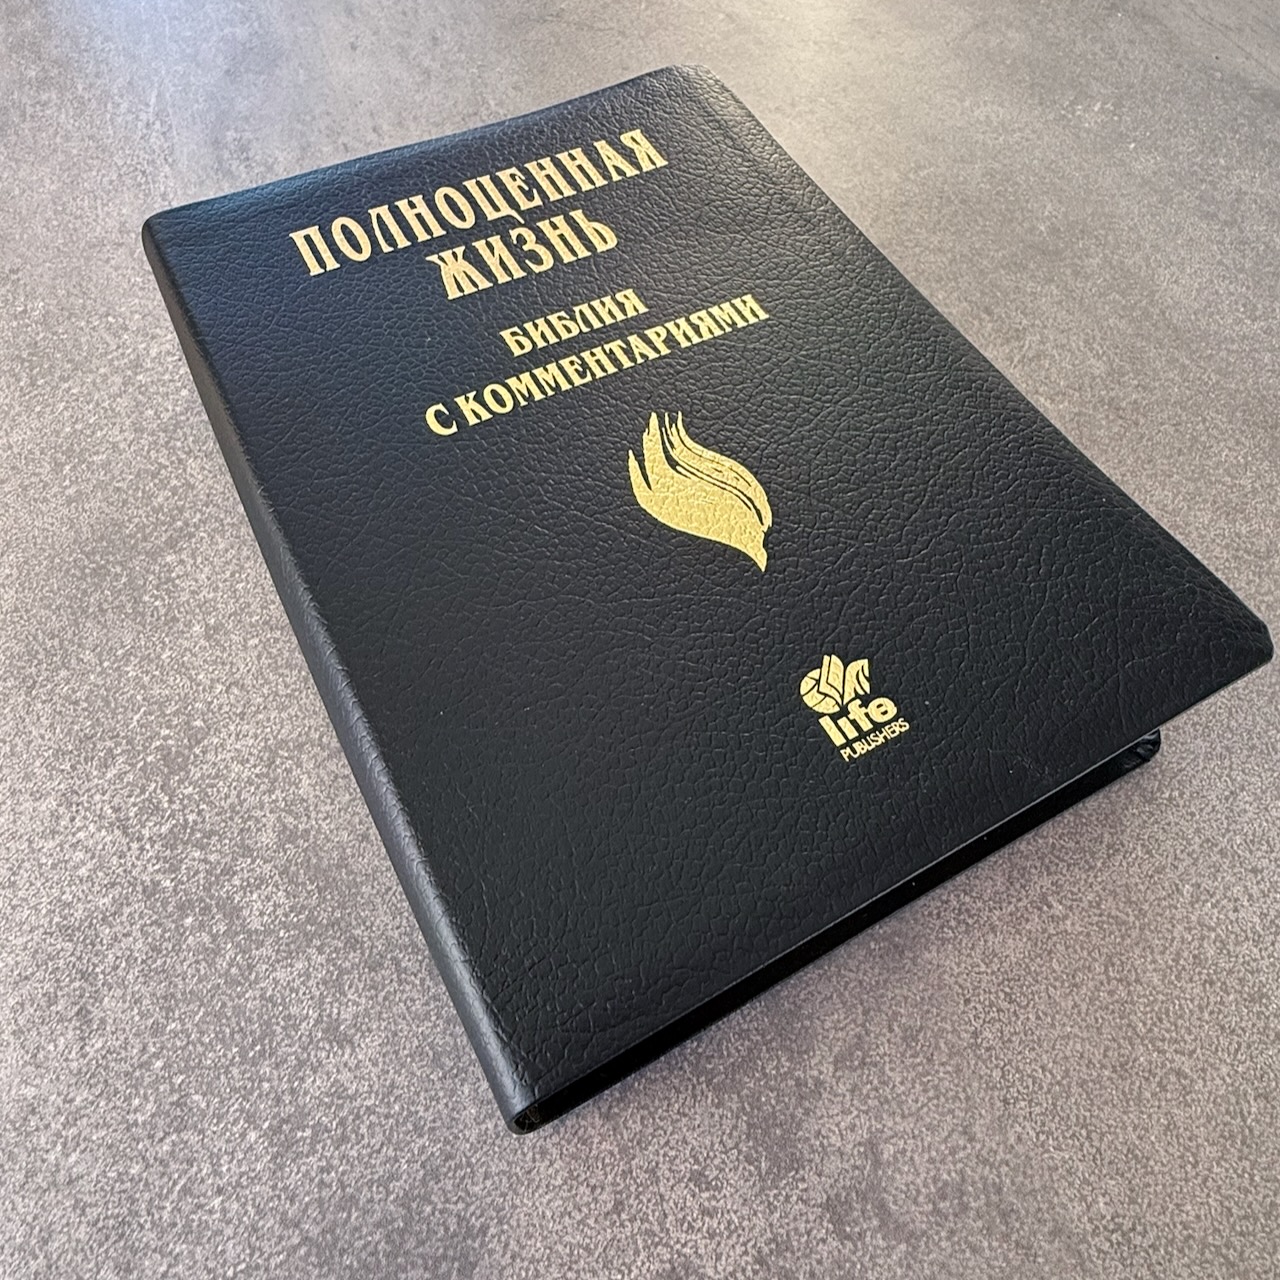 ПОЛНОЦЕННАЯ
ЖИЗНЬ
БИБЛИЯ
С КОММЕНТАРИЯМИ
life
PUBLISHERS